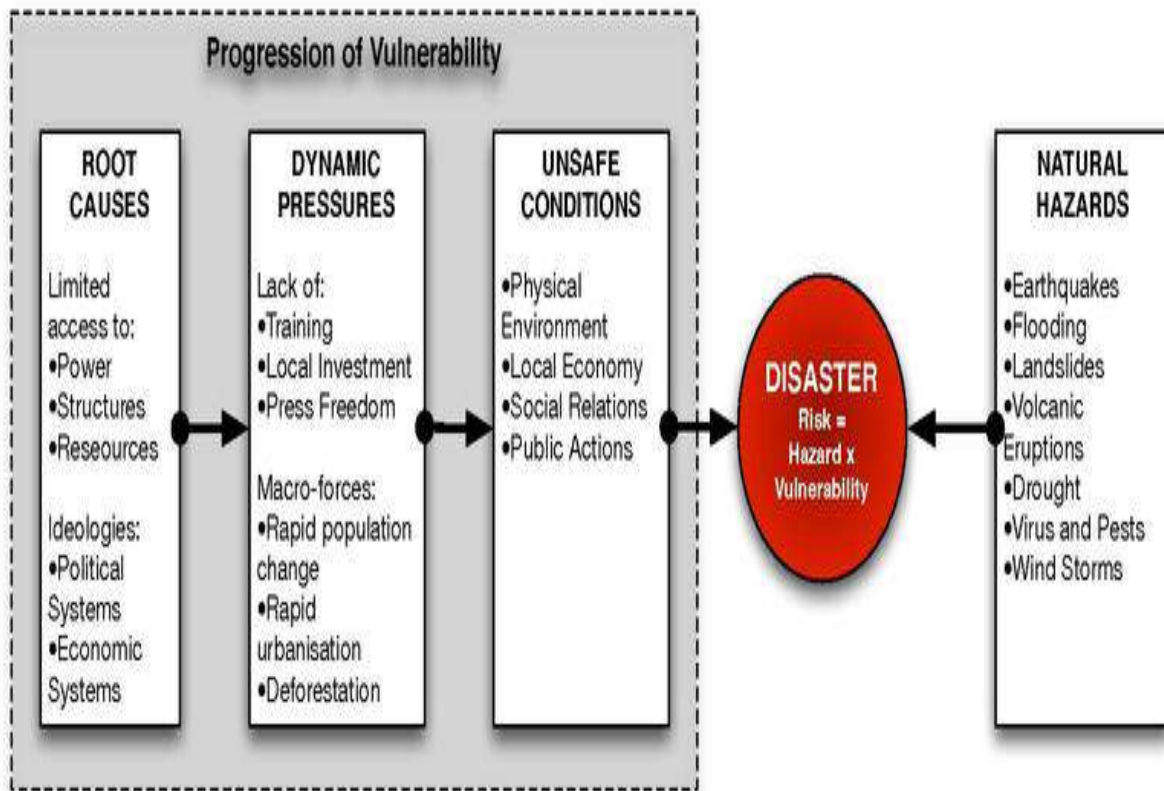 Progression of Vulnerability
ROOT
CAUSES
Limited
access to:
•Power
•Structures
•Reseources
Ideologies:
•Political
Systems
•Economic
Systems
DYNAMIC
PRESSURES
Lack of:
•Training
•Local Investment
•Press Freedom
Macro-forces:
•Rapid population
change
•Rapid
urbanisation
•Deforestation
UNSAFE
CONDITIONS
•Physical
Environment
•Local Economy
•Social Relations
•Public Actions
DISASTER
Risk =
Hazard x
Vulnerability
NATURAL
HAZARDS
•Earthquakes
•Flooding
•Landslides
•Volcanic
Eruptions
•Drought
•Virus and Pests
•Wind Storms